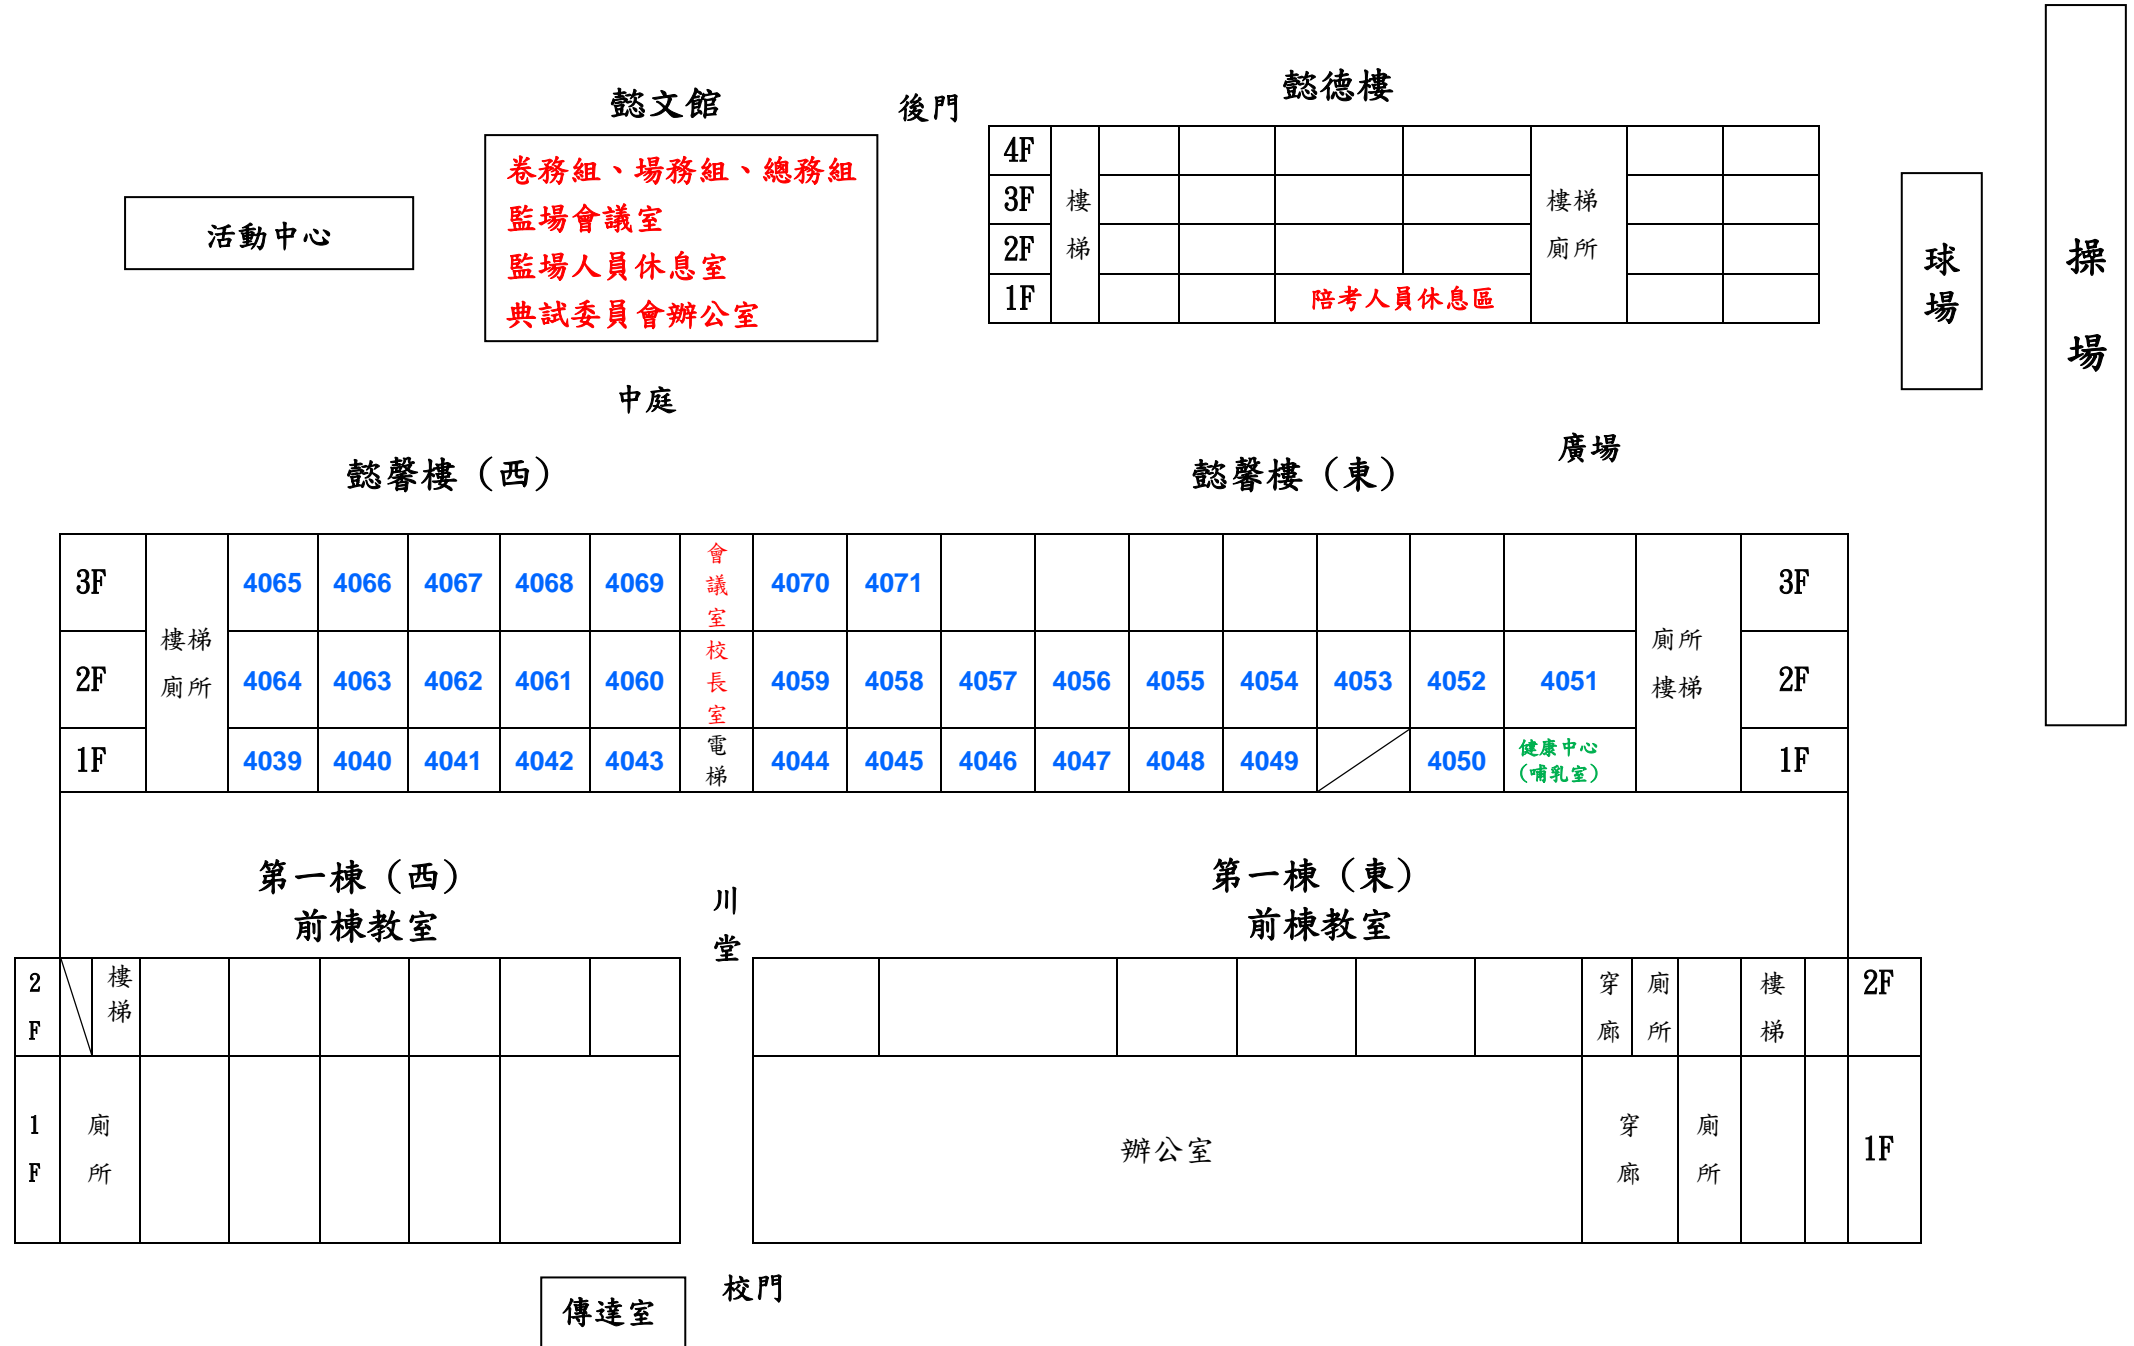 懿文館
後門
懿德樓
卷務組、場務組、總務組
監場會議室
監場人員休息室
典試委員會辦公室
活動中心
4F
3F
2F
1F
樓梯
樓梯
廁所
陪考人員休息區
球場
操場
中庭
廣場
懿馨樓（西）
懿馨樓（東）
3F
4065 4066 4067 4068 4069 會議室 4070 4071
3F
樓梯
廁所
廁所
樓梯
2F
4064 4063 4062 4061 4060 校長室 4059 4058 4057 4056 4055 4054 4053 4052 4051
2F
1F
4039 4040 4041 4042 4043 電梯 4044 4045 4046 4047 4048 4049 4050 健康中心
（哺乳室）
1F
第一棟（西）
前棟教室
川堂
第一棟（東）
前棟教室
2F
樓梯
穿廊
廁所
樓梯
2F
1F
廁所
辦公室
穿廊
廁所
1F
校門
傳達室